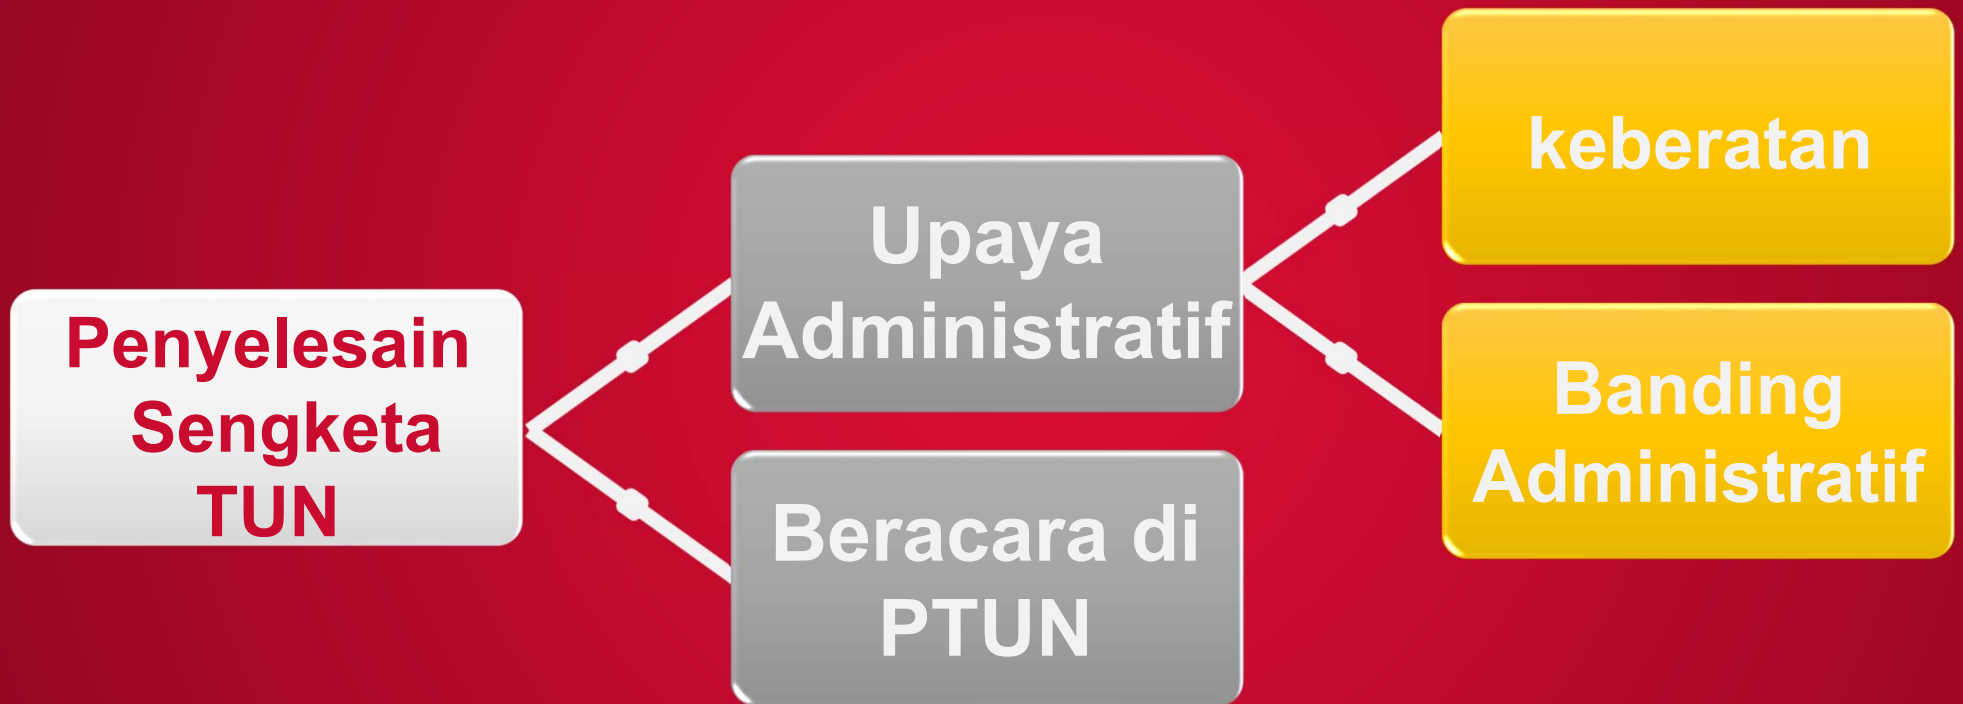 Penyelesain
Sengketa
TUN
Upaya
Administratif
Beracara di
PTUN
keberatan
Banding
Administratif